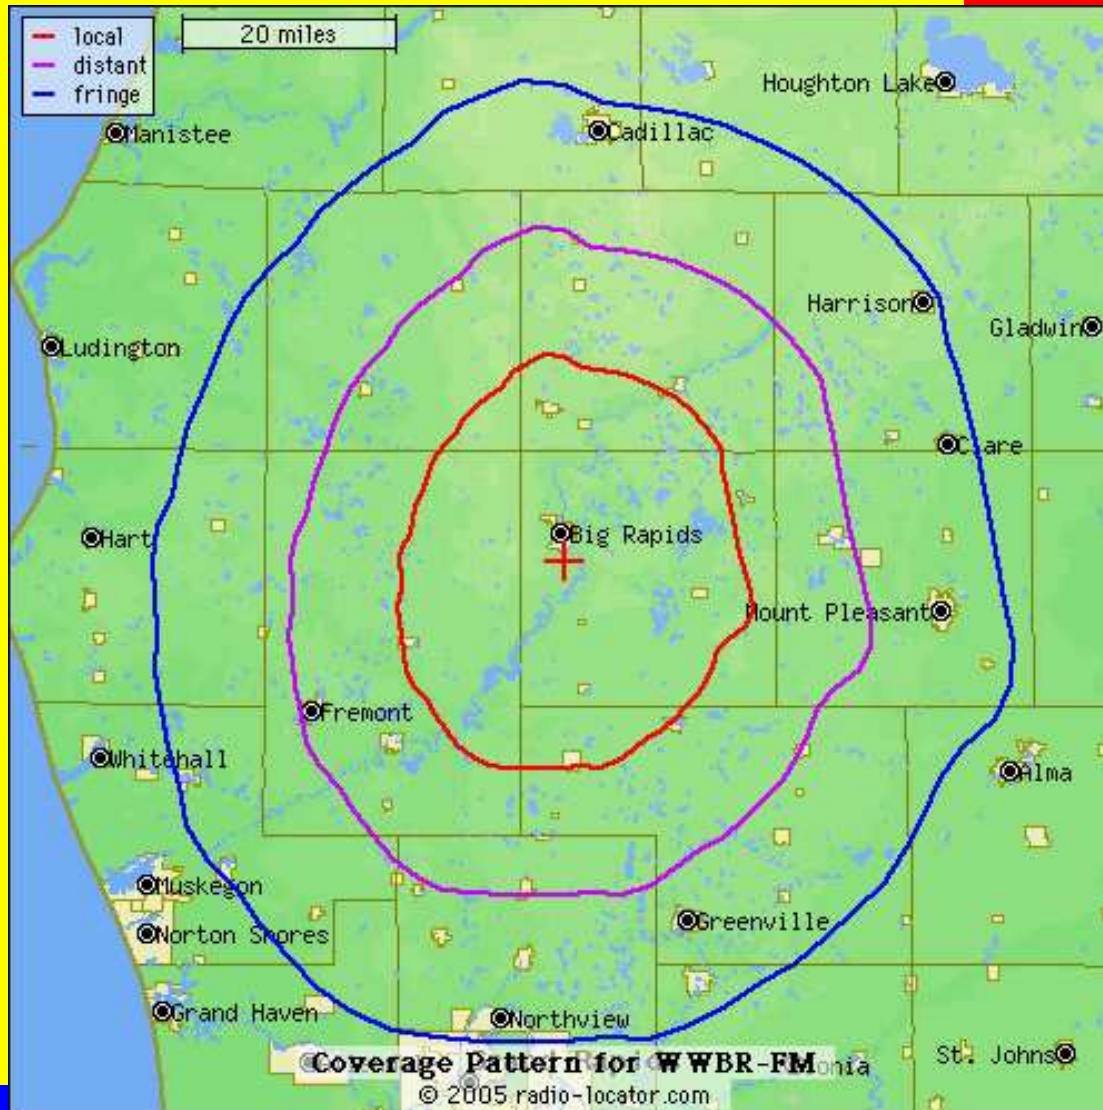 local
20 miles
distant
fringe
Houghton Lake
Manistee
Cadillac
Harrison
Gladwin
Ludington
Clare
Big Rapids
Hart
Mount Pleasant
Fremont
Whitehall
Alma
Muskegon
Greenville
Norton Shores
Grand Haven
Northview
St. Johns
Coverage Pattern for WWBR-FM
© 2005 radio-locator.com